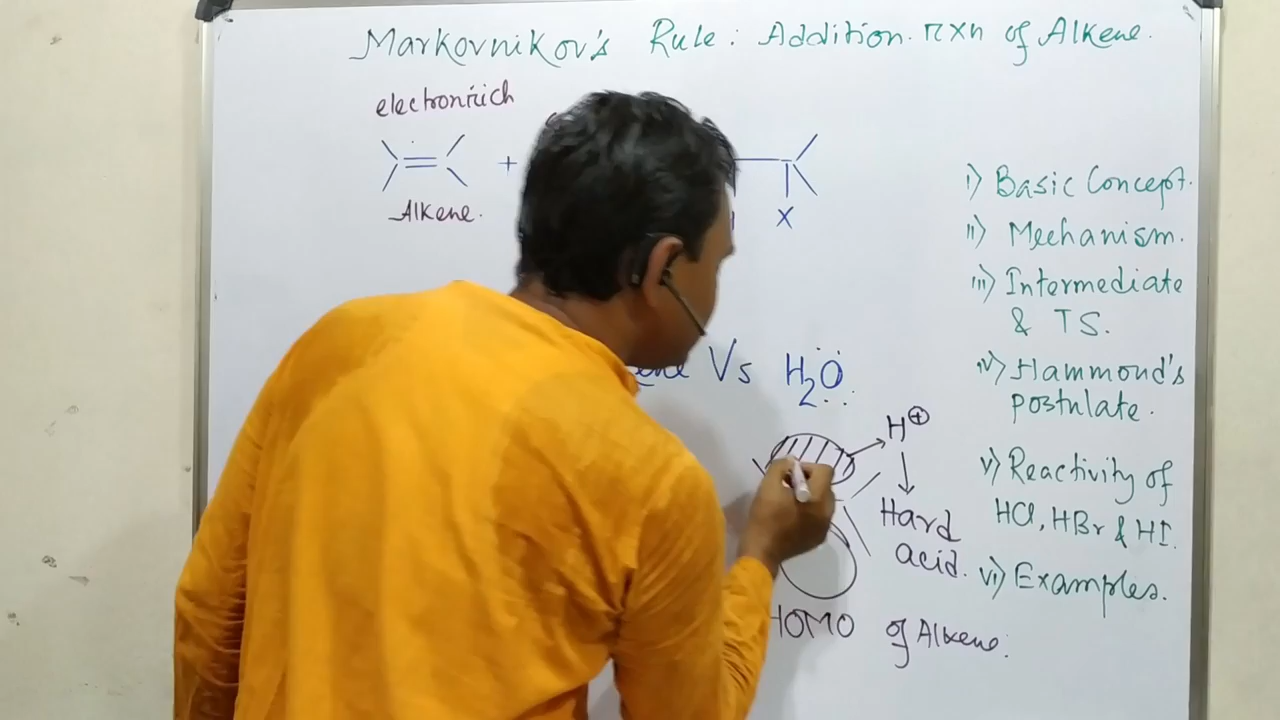 Markovnikov's Rule: Addition rxn of Alkene.
electronrich
+
Alkene.
X
Vs H2O
H⊕
Hard
acid.
HOMO of Alkene.
i) Basic Concept.
ii) Mechanism.
iii) Intermediate
& TS.
iv) Hammond's
postulate.
v) Reactivity of
HCl, HBr & HI.
vi) Examples.